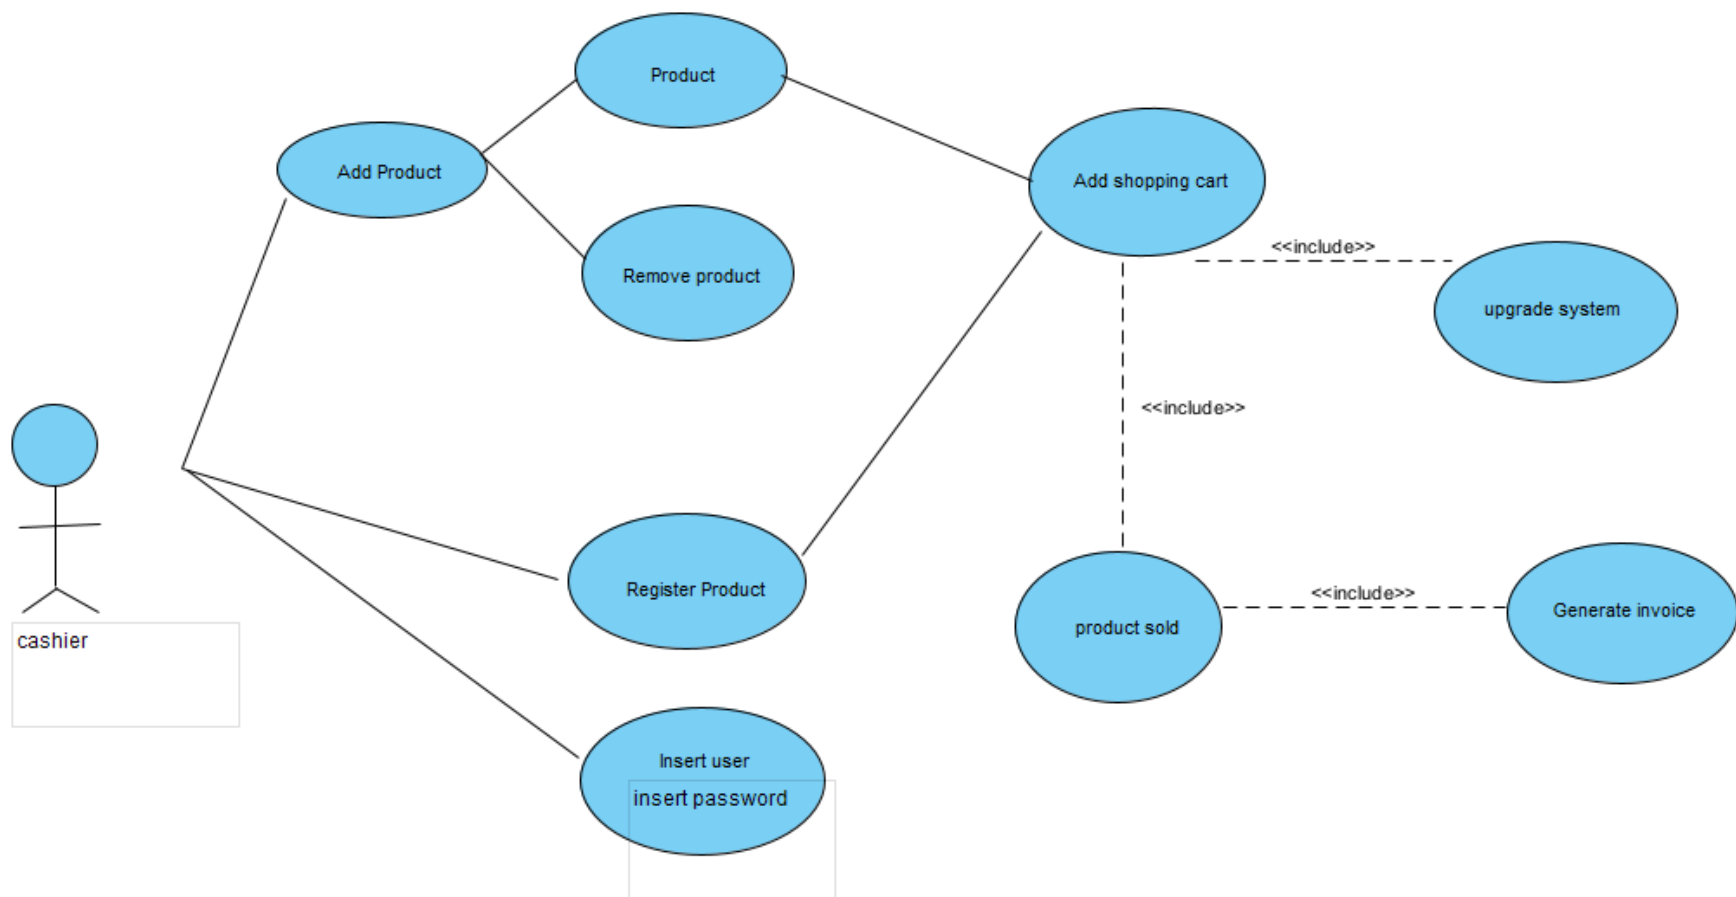 Product
Add Product
Add shopping cart
Remove product
<<include>>
upgrade system
<<include>>
cashier
Register Product
product sold
<<include>>
Generate invoice
Insert user
insert password